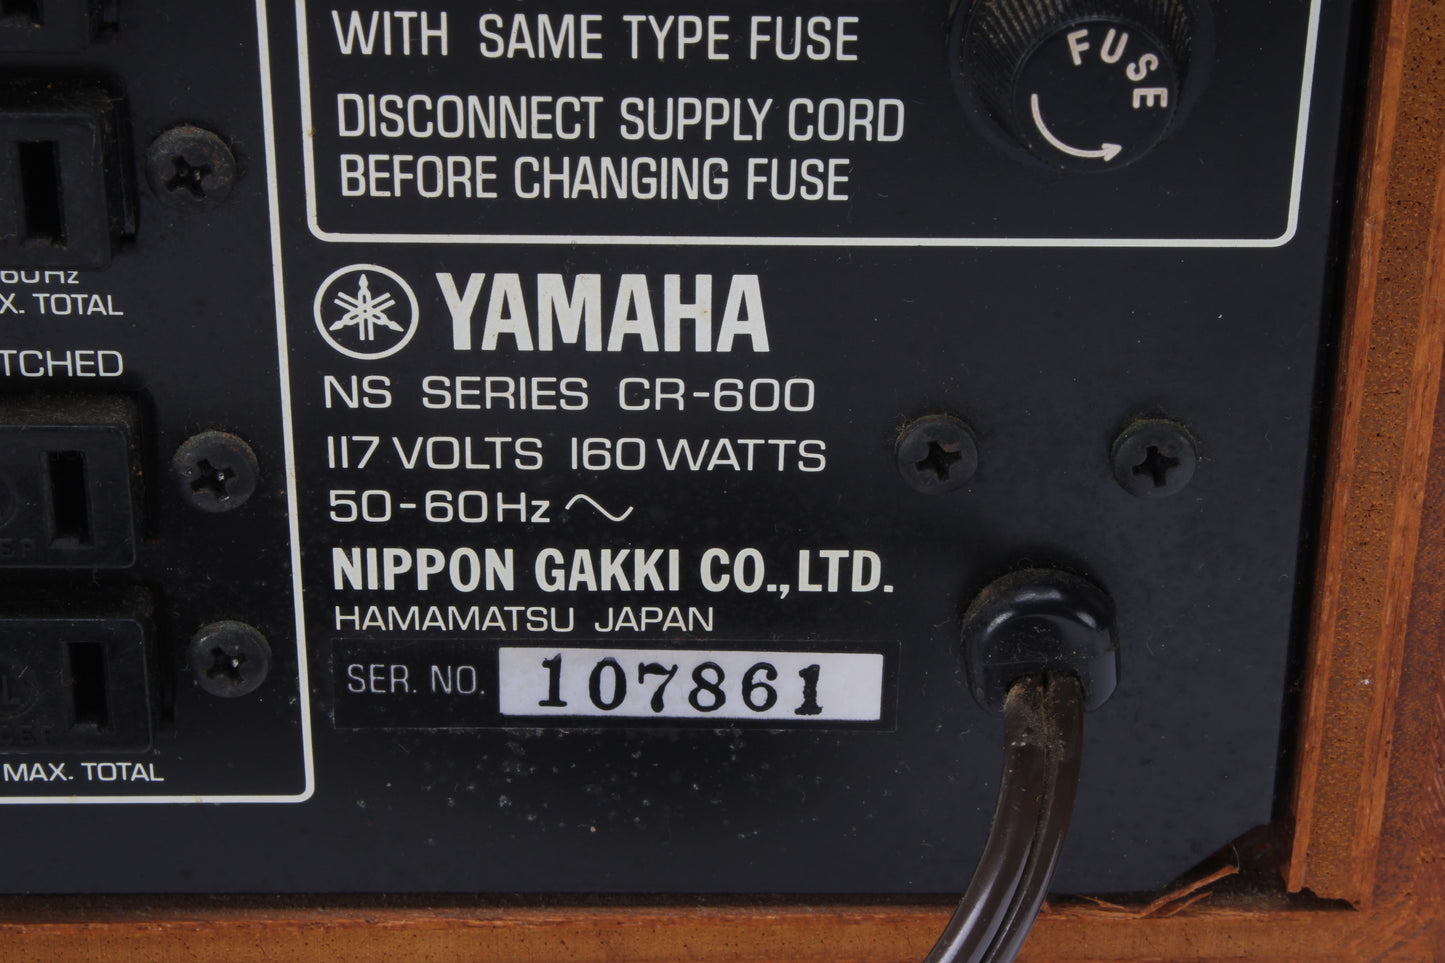 WITH SAME TYPE FUSE
DISCONNECT SUPPLY CORD
BEFORE CHANGING FUSE
FUSE
60Hz
X. TOTAL
TCHED
MAX. TOTAL
YAMAHA
NS SERIES CR-600
117 VOLTS 160 WATTS
50-60Hz
NIPPON GAKKI CO., LTD.
HAMAMATSU JAPAN
SER. NO. 107861